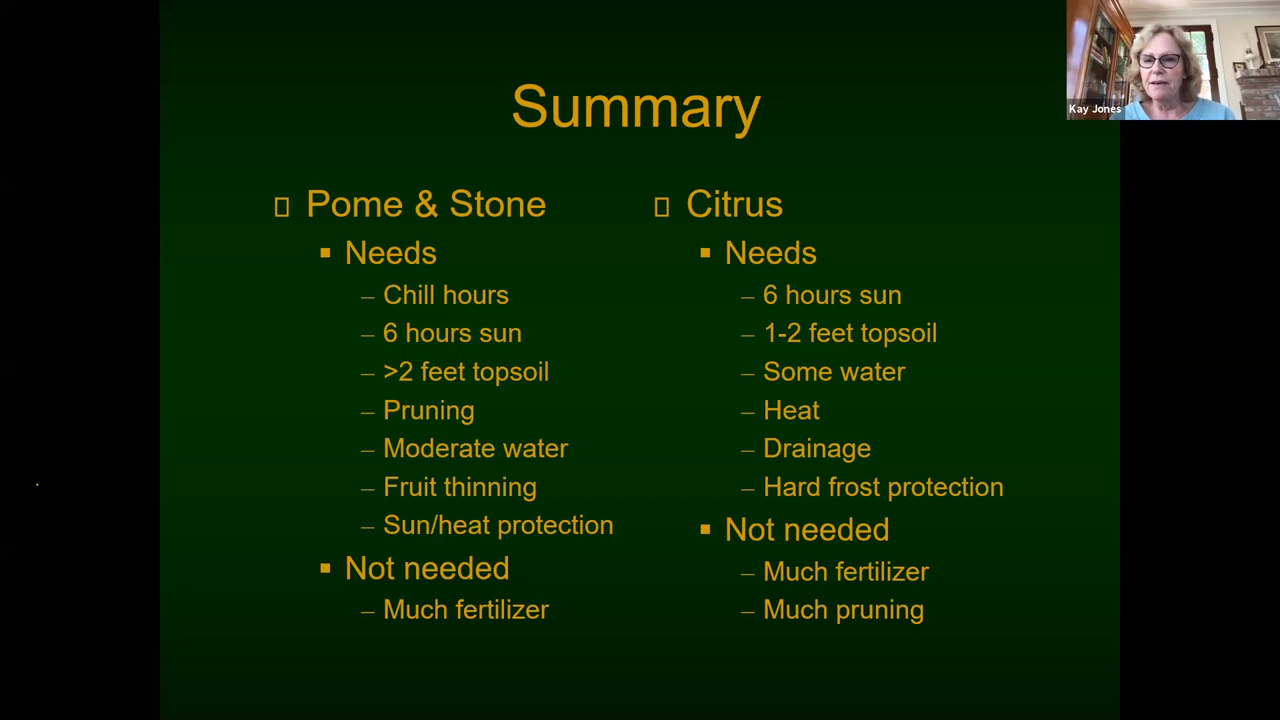 Summary
Pome & Stone
Needs
– Chill hours
– 6 hours sun
– >2 feet topsoil
– Pruning
– Moderate water
– Fruit thinning
– Sun/heat protection
Not needed
– Much fertilizer
Citrus
Needs
– 6 hours sun
– 1-2 feet topsoil
– Some water
– Heat
– Drainage
– Hard frost protection
Not needed
– Much fertilizer
– Much pruning
Kay Jones